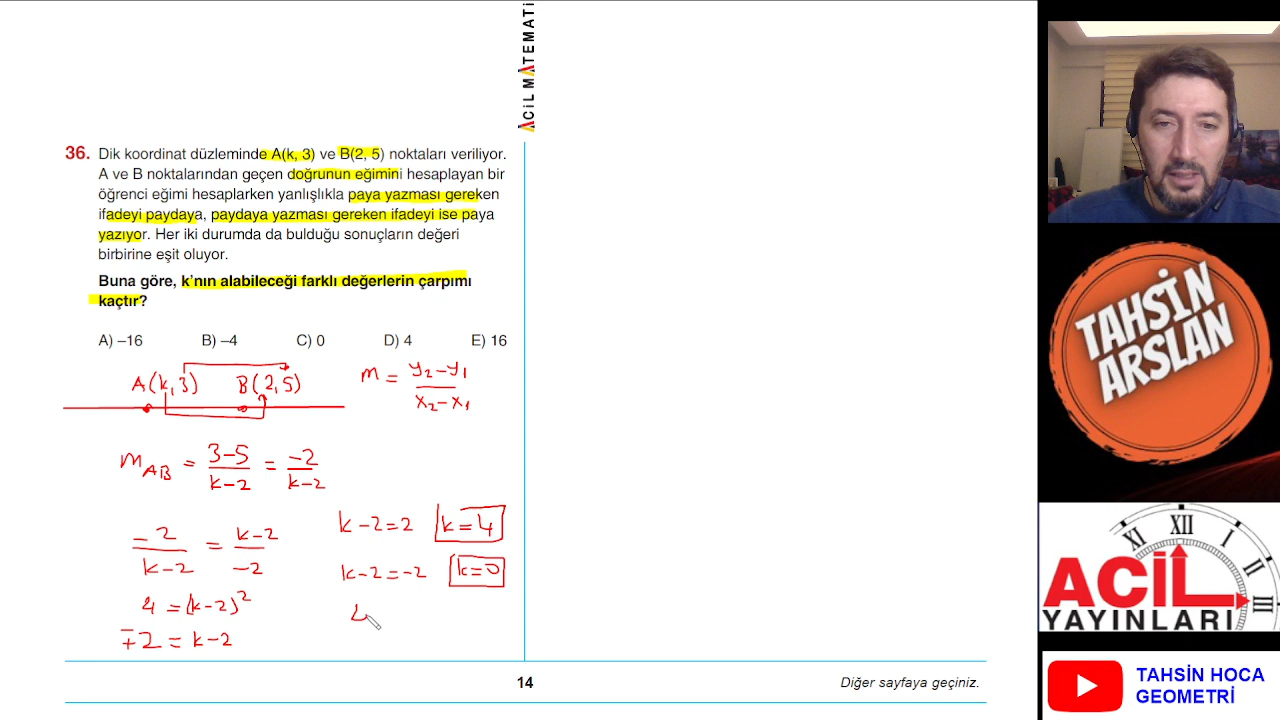 ACİL MATEMATİ
36. Dik koordinat düzleminde A(k, 3) ve B(2, 5) noktaları veriliyor.
A ve B noktalarından geçen doğrunun eğimini hesaplayan bir
öğrenci eğimi hesaplarken yanlışlıkla paya yazması gereken
ifadeyi paydaya, paydaya yazması gereken ifadeyi ise paya
yazıyor. Her iki durumda da bulduğu sonuçların değeri
birbirine eşit oluyor.
Buna göre, k'nın alabileceği farklı değerlerin çarpımı
kaçtır?
A) –16 B) –4 C) 0 D) 4 E) 16
A(k,3) B(2,5)
m = y₂-y₁ / x₂-x₁
mAB = 3-5 / k-2 = -2 / k-2
-2 / k-2 = k-2 / -2
4 = (k-2)²
∓2 = k-2
k-2=2 k=4
k-2=-2 k=0
14
Diğer sayfaya geçiniz.
TAHSİN
ARSLAN
XI XII I II III
ACİL
YAYINLARI
TAHSİN HOCA
GEOMETRİ